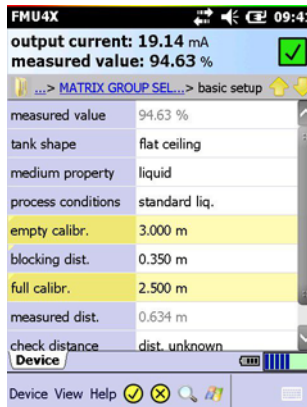 FMU4X 09:4
output current: 19.14 mA
measured value: 94.63 %
...> MATRIX GROUP SEL...> basic setup
measured value 94.63 %
tank shape flat ceiling
medium property liquid
process conditions standard liq.
empty calibr. 3.000 m
blocking dist. 0.350 m
full calibr. 2.500 m
measured dist. 0.634 m
check distance dist. unknown
Device
Device View Help